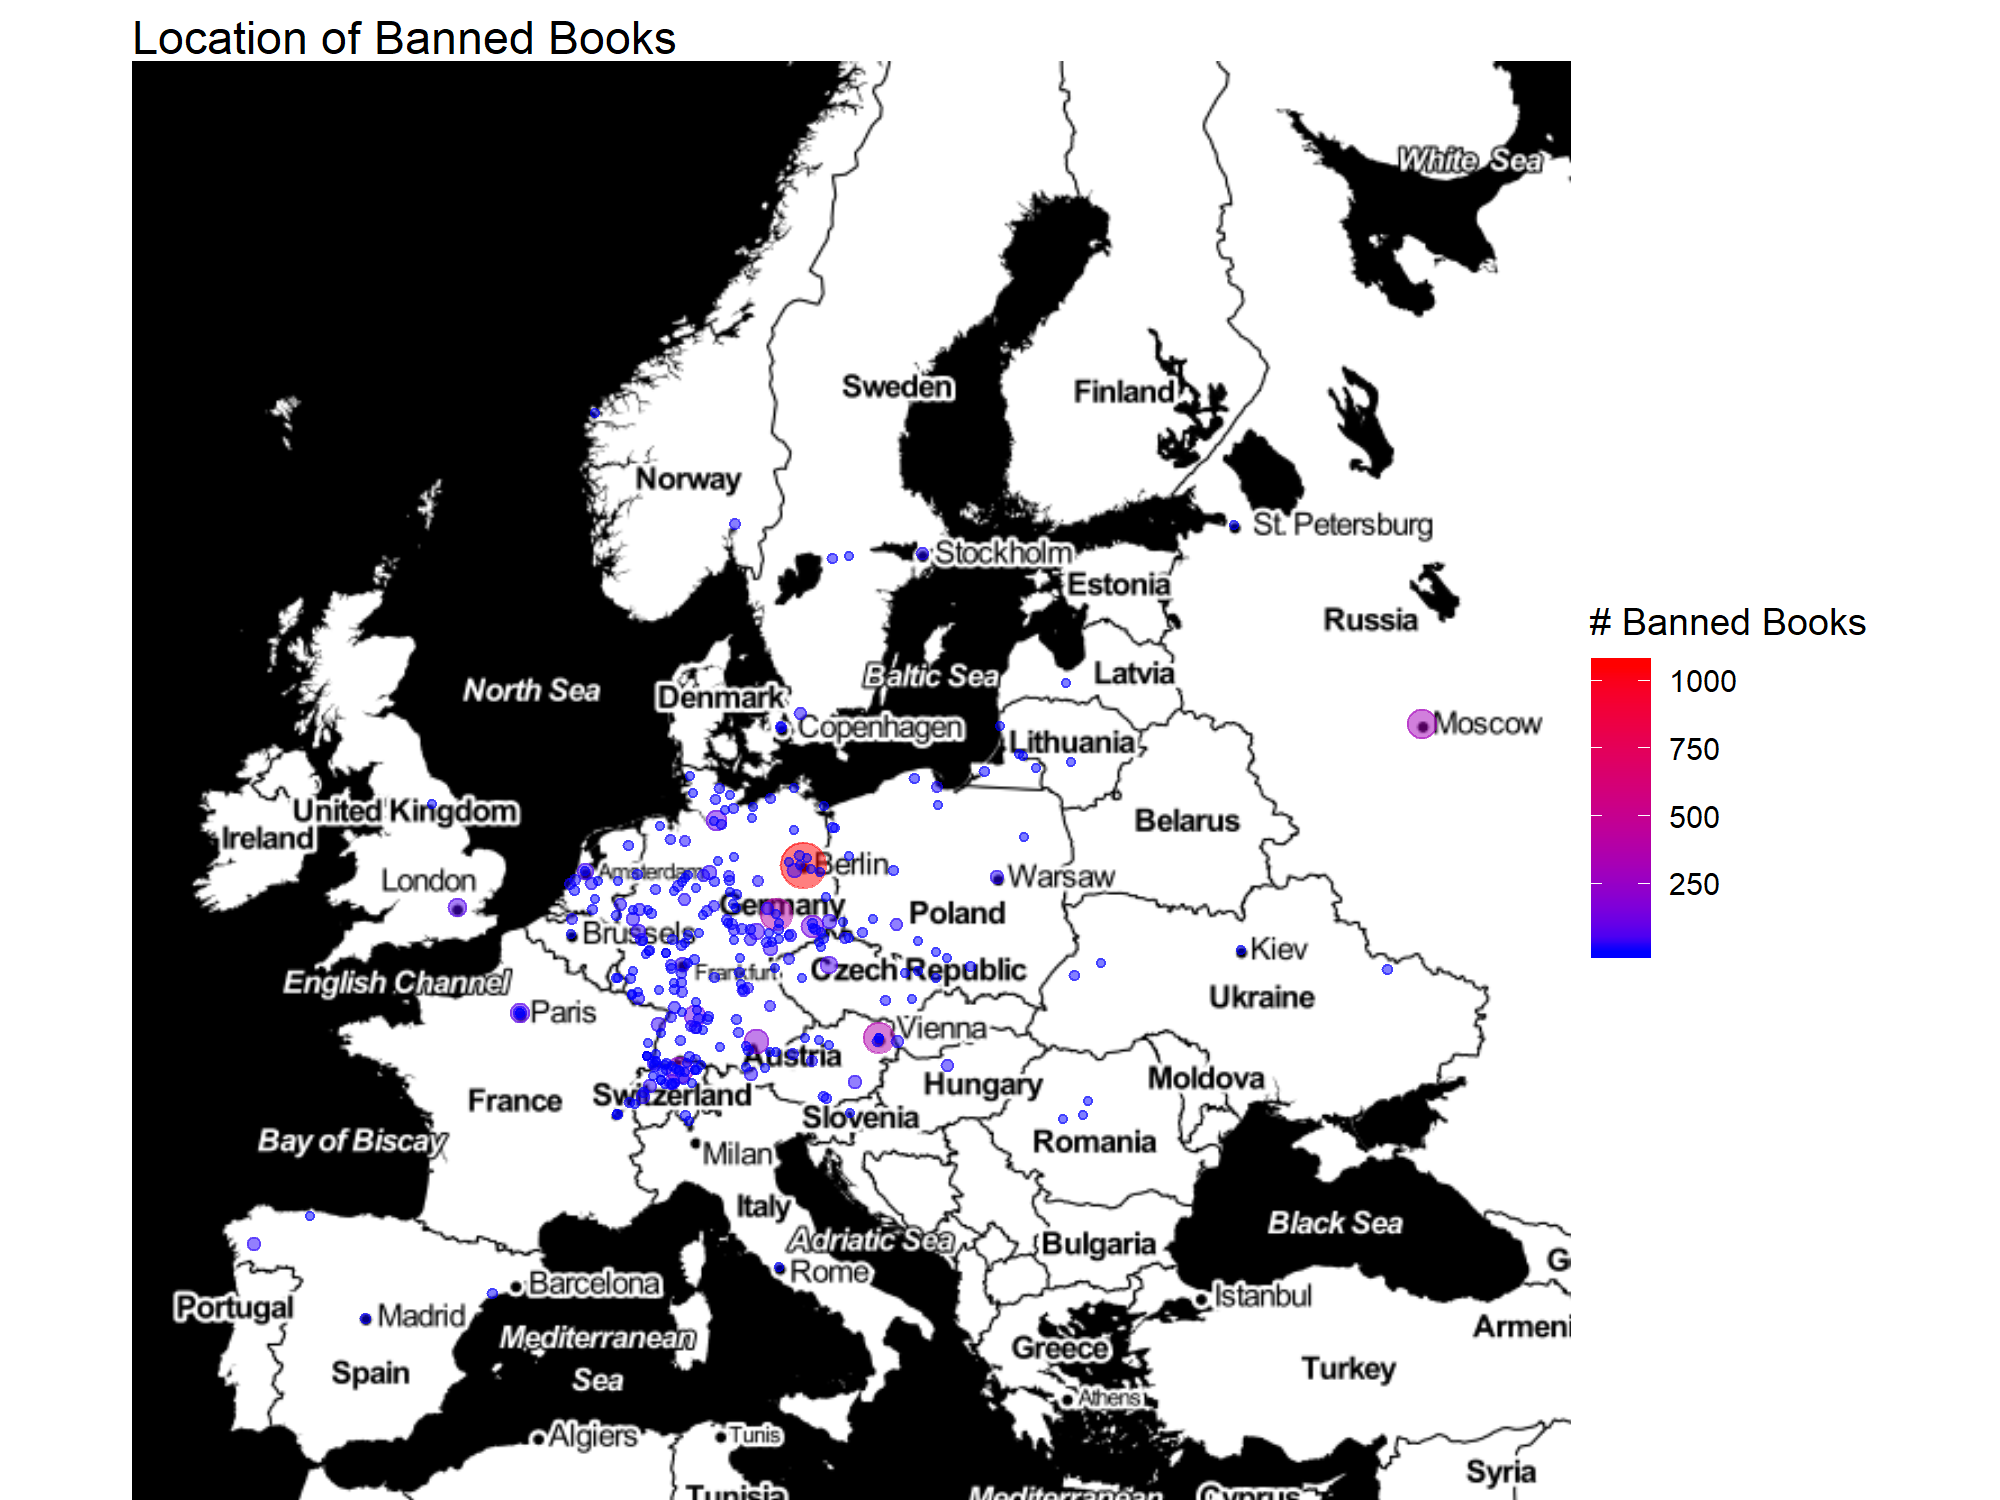 Location of Banned Books
White Sea
Sweden
Finland
Norway
St. Petersburg
Stockholm
Estonia
Russia
# Banned Books
1000
750
500
250
North Sea
Baltic Sea
Latvia
Denmark
Copenhagen
Moscow
Lithuania
United Kingdom
Ireland
Belarus
London
Amsterdam
Berlin
Warsaw
Germany
Poland
Brussels
Kiev
English Channel
Frankfurt
Czech Republic
Ukraine
Paris
Vienna
Austria
France
Switzerland
Hungary
Moldova
Slovenia
Bay of Biscay
Milan
Romania
Italy
Adriatic Sea
Bulgaria
Black Sea
G
Rome
Barcelona
Portugal
Madrid
Istanbul
Mediterranean
Sea
Armeni
Greece
Spain
Turkey
Athens
Algiers
Tunis
Syria
Tunisia
Mediterranean
Cyprus